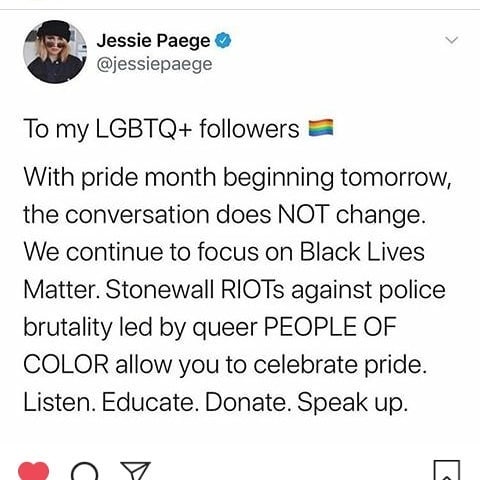 Jessie Paege
@jessiepaege
To my LGBTQ+ followers 🏳️‍🌈
With pride month beginning tomorrow,
the conversation does NOT change.
We continue to focus on Black Lives
Matter. Stonewall RIOTs against police
brutality led by queer PEOPLE OF
COLOR allow you to celebrate pride.
Listen. Educate. Donate. Speak up.